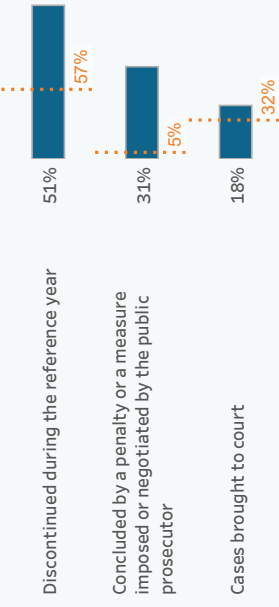 Discontinued during the reference year
51%
57%
Concluded by a penalty or a measure
imposed or negotiated by the public
prosecutor
31%
5%
Cases brought to court
18%
32%